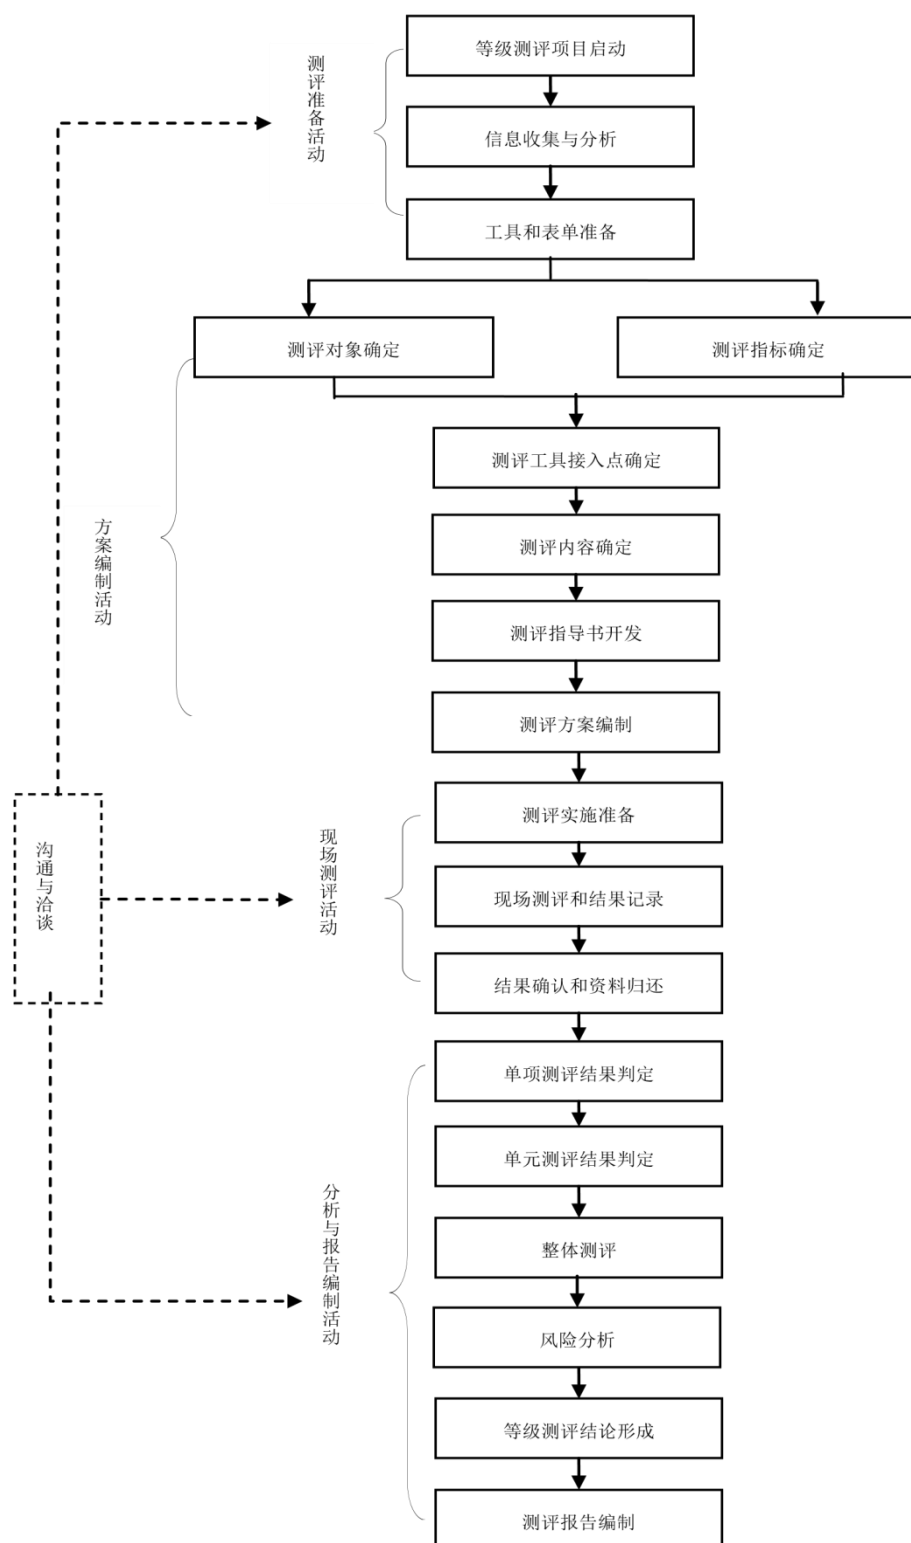 等级测评项目启动
测评准备活动
信息收集与分析
工具和表单准备
测评对象确定
测评指标确定
测评工具接入点确定
方案编制活动
测评内容确定
测评指导书开发
测评方案编制
测评实施准备
沟通与洽谈
现场测评活动
现场测评和结果记录
结果确认和资料归还
单项测评结果判定
单元测评结果判定
分析与报告编制活动
整体测评
风险分析
等级测评结论形成
测评报告编制